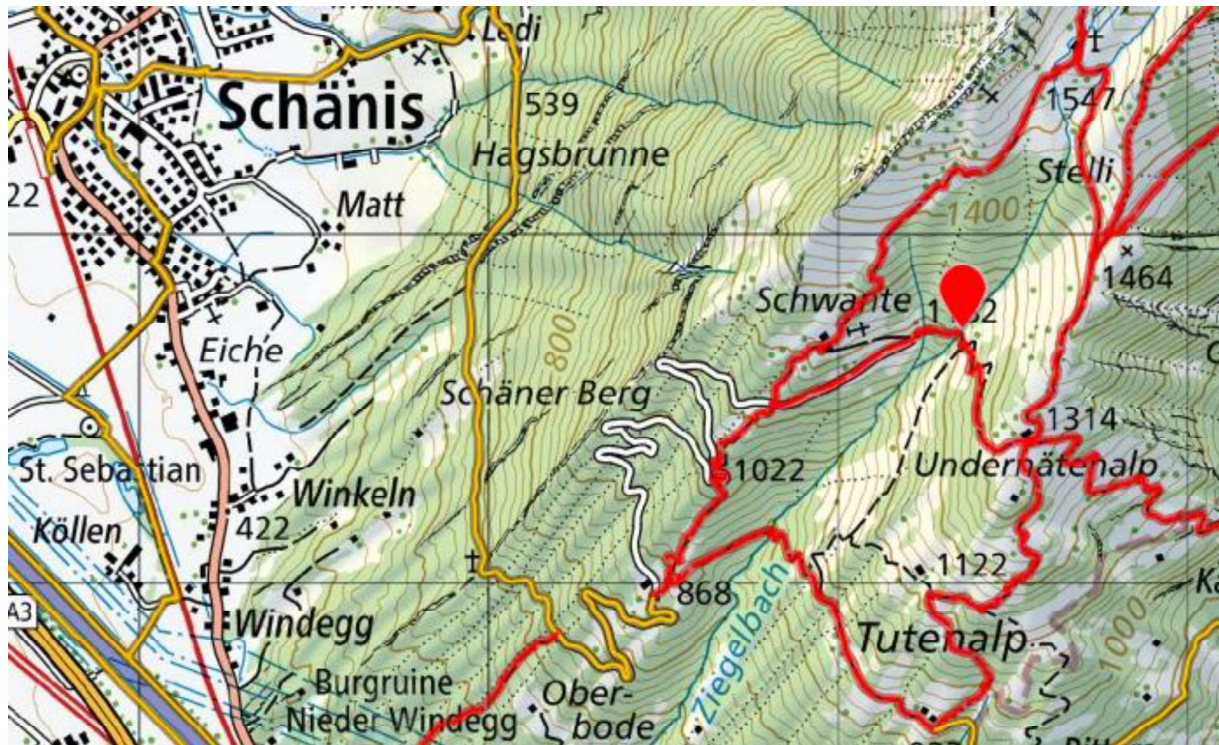 Ledi
Schänis
539
1547
Hagsbrunne
Stelli
22
Matt
1400
1464
Schwante
Eiche
800
Schäner Berg
1314
St. Sebastian
1022
Underhätenalp
Winkeln
Köllen
422
1122
868
A3
Windegg
Tutenalp
1000
Ziegelbach
Burgruine
Nieder Windegg
Ober-
bode